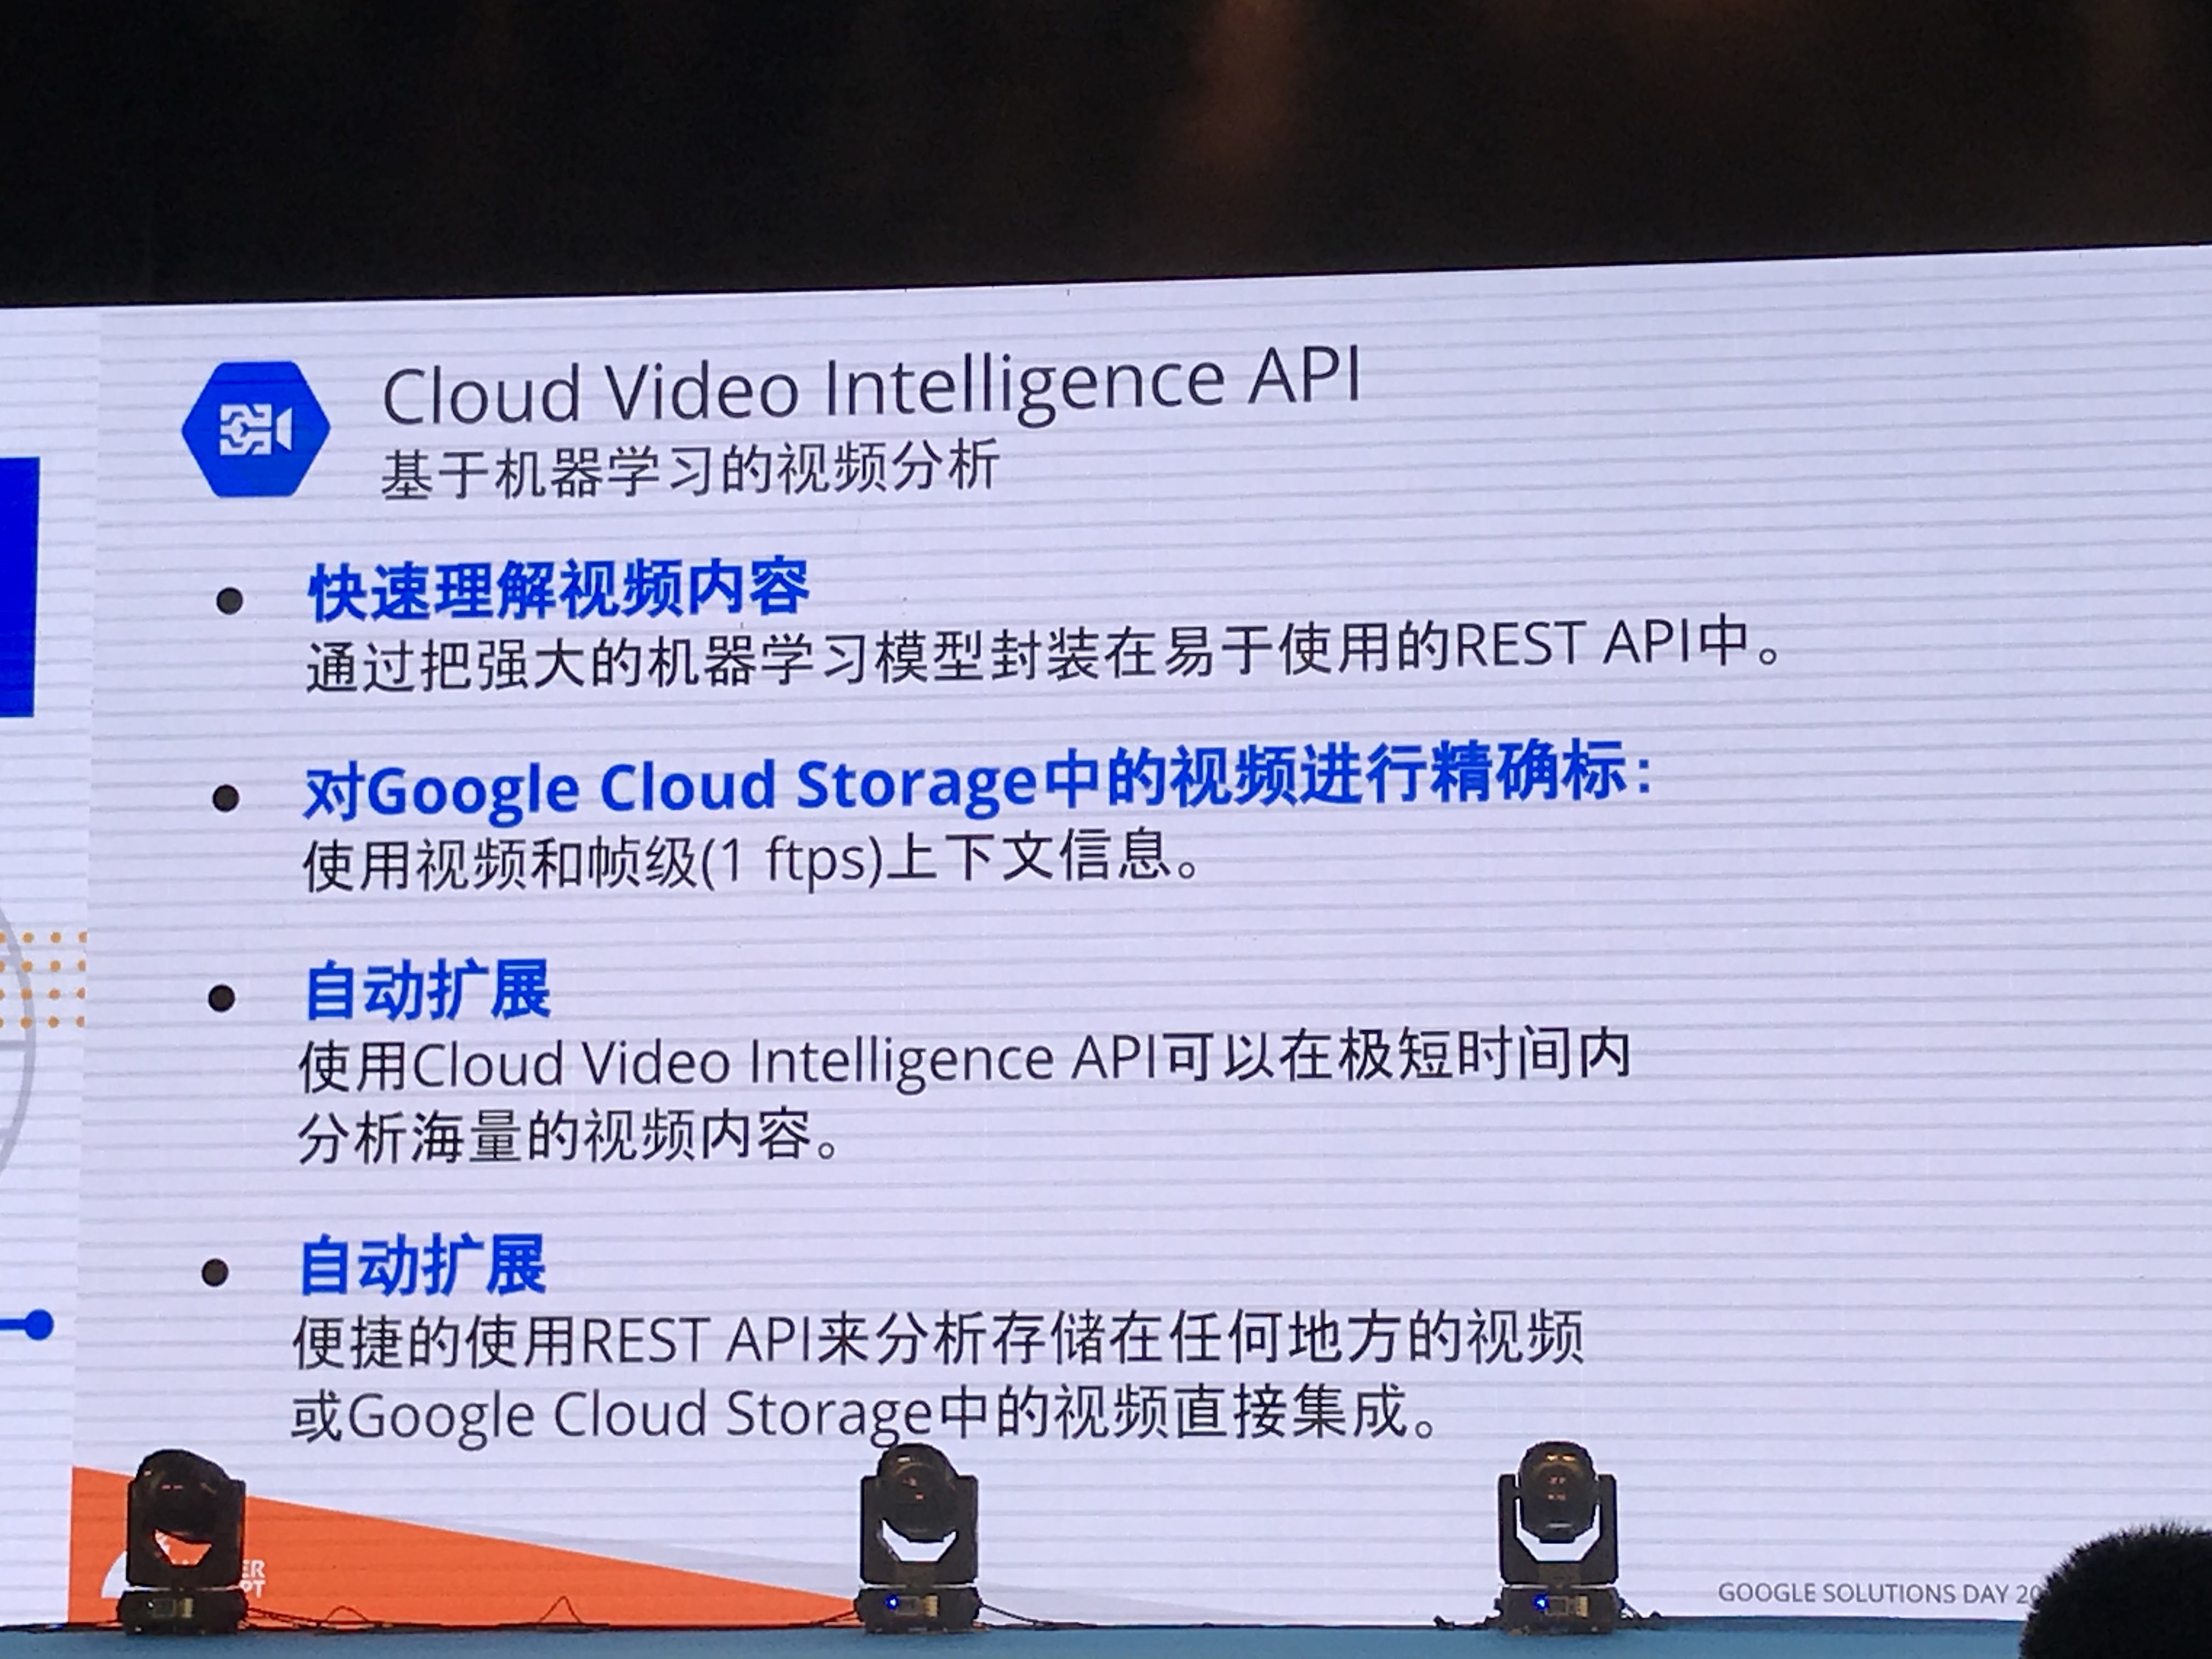 Cloud Video Intelligence API
基于机器学习的视频分析
● 快速理解视频内容
通过把强大的机器学习模型封装在易于使用的REST API中。
● 对Google Cloud Storage中的视频进行精确标:
使用视频和帧级(1 ftps)上下文信息。
● 自动扩展
使用Cloud Video Intelligence API可以在极短时间内
分析海量的视频内容。
● 自动扩展
便捷的使用REST API来分析存储在任何地方的视频
或Google Cloud Storage中的视频直接集成。
GOOGLE SOLUTIONS DAY